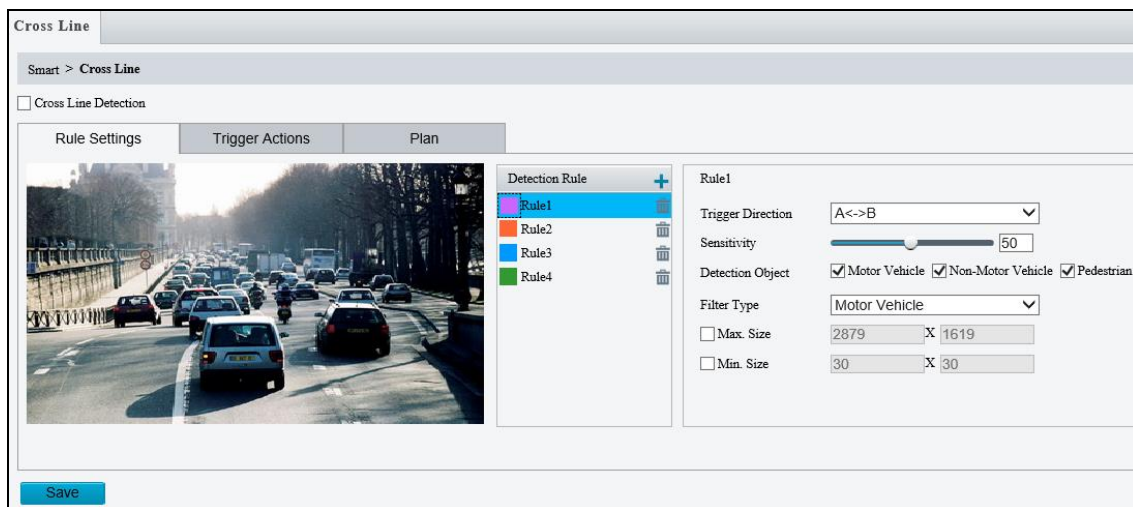 Cross Line
Smart > Cross Line
Cross Line Detection
Rule Settings Trigger Actions Plan
Detection Rule +
Rule1
Rule2
Rule3
Rule4
Rule1
Trigger Direction A<->B
Sensitivity 50
Detection Object Motor Vehicle Non-Motor Vehicle Pedestrian
Filter Type Motor Vehicle
Max. Size 2879 X 1619
Min. Size 30 X 30
Save